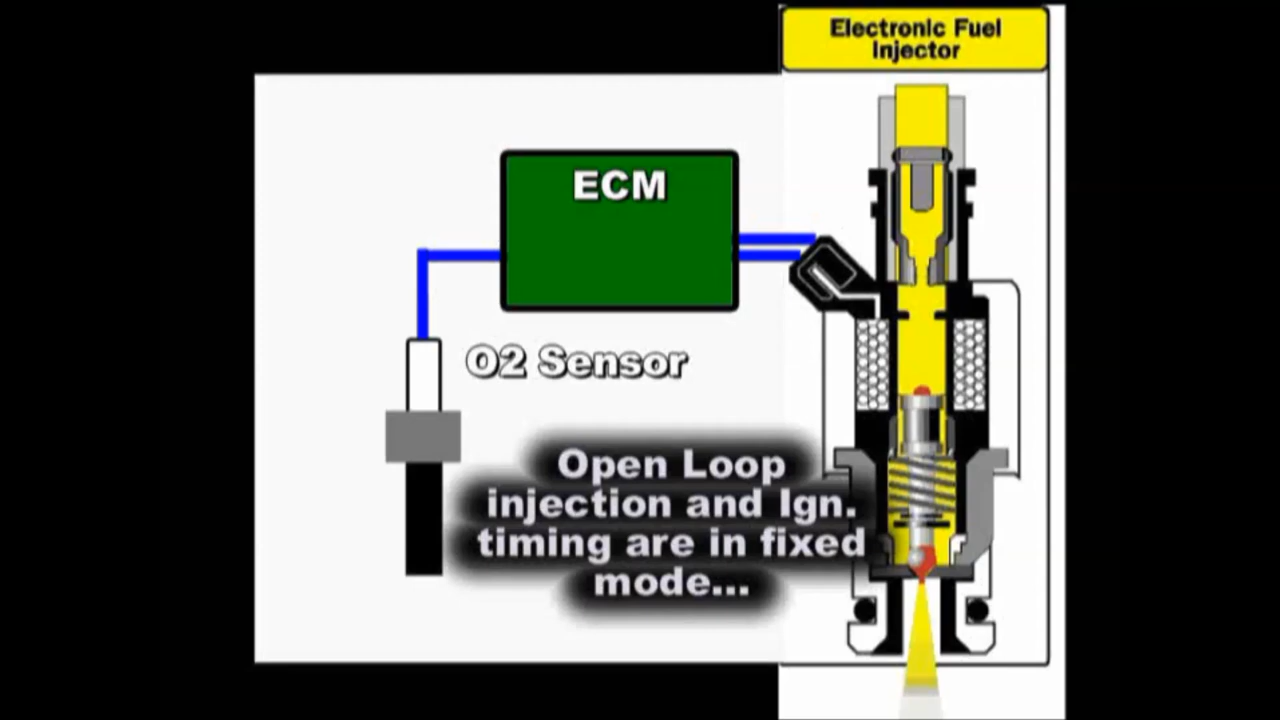 Electronic Fuel
Injector
ECM
O2 Sensor
Open Loop
injection and Ign.
timing are in fixed
mode...